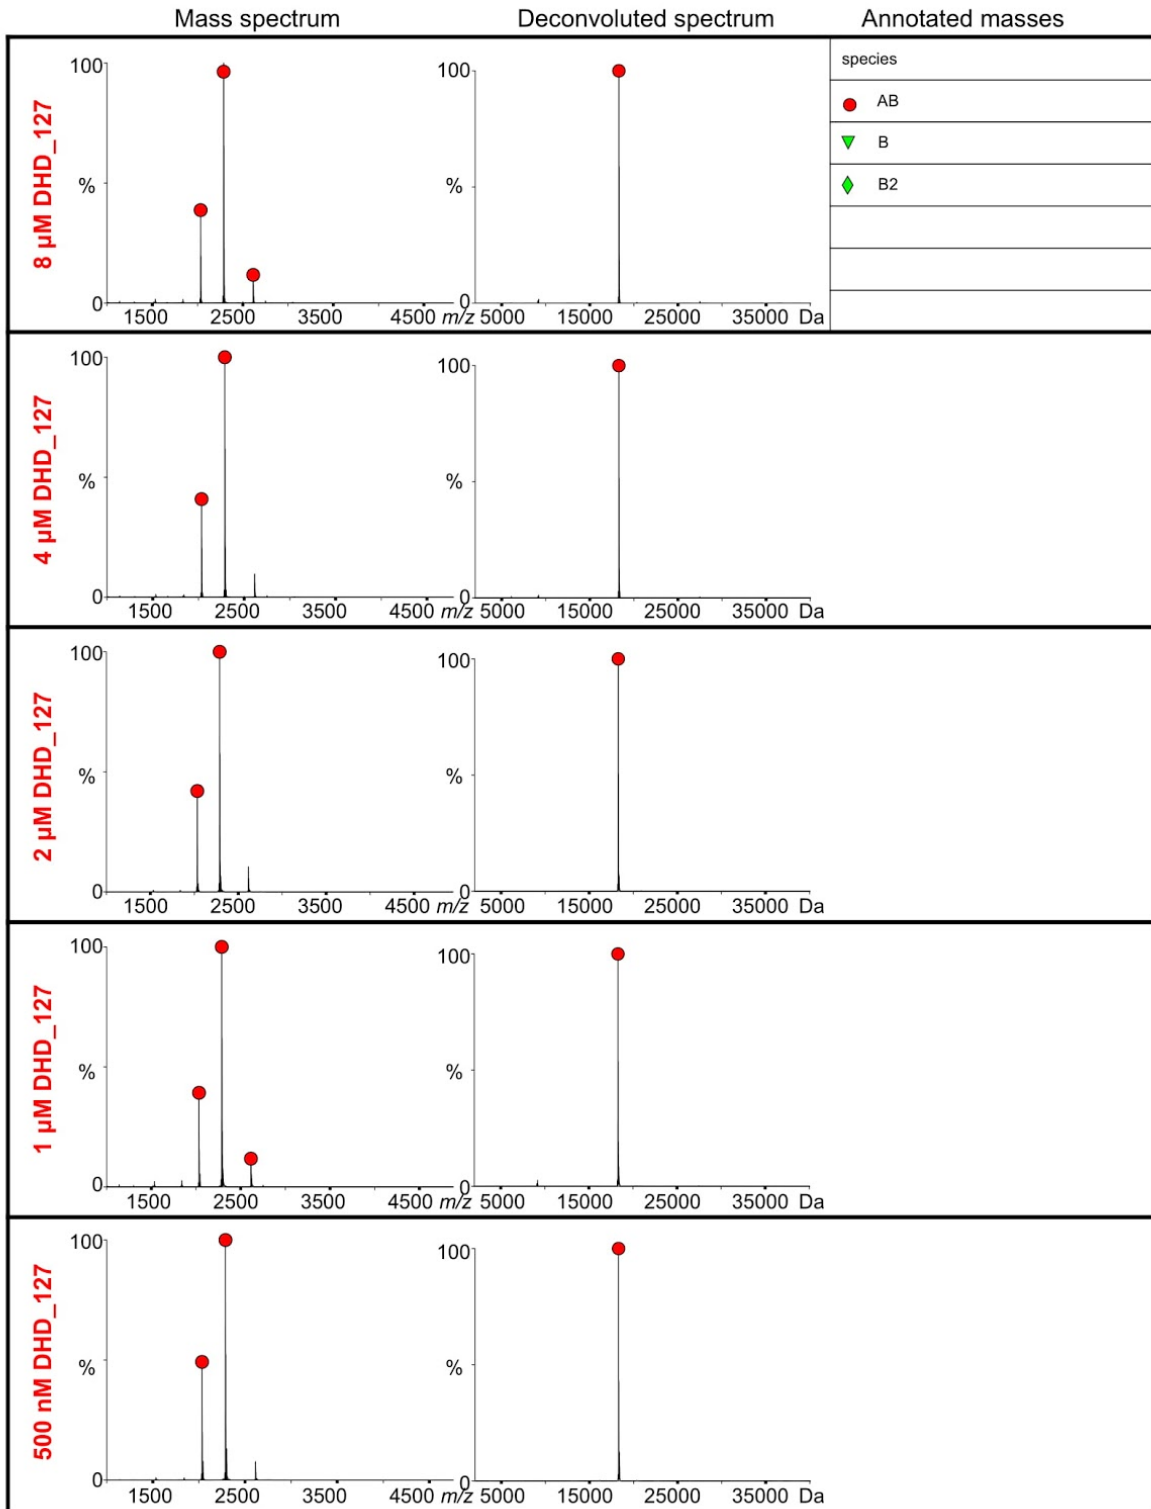 Mass spectrum Deconvoluted spectrum Annotated masses
8 µM DHD_127
100
%
0
1500 2500 3500 4500 m/z
100
%
0
5000 15000 25000 35000 Da
species
AB
B
B2
4 µM DHD_127
100
%
0
1500 2500 3500 4500 m/z
100
%
0
5000 15000 25000 35000 Da
2 µM DHD_127
100
%
0
1500 2500 3500 4500 m/z
100
%
0
5000 15000 25000 35000 Da
1 µM DHD_127
100
%
0
1500 2500 3500 4500 m/z
100
%
0
5000 15000 25000 35000 Da
500 nM DHD_127
100
%
0
1500 2500 3500 4500 m/z
100
%
0
5000 15000 25000 35000 Da